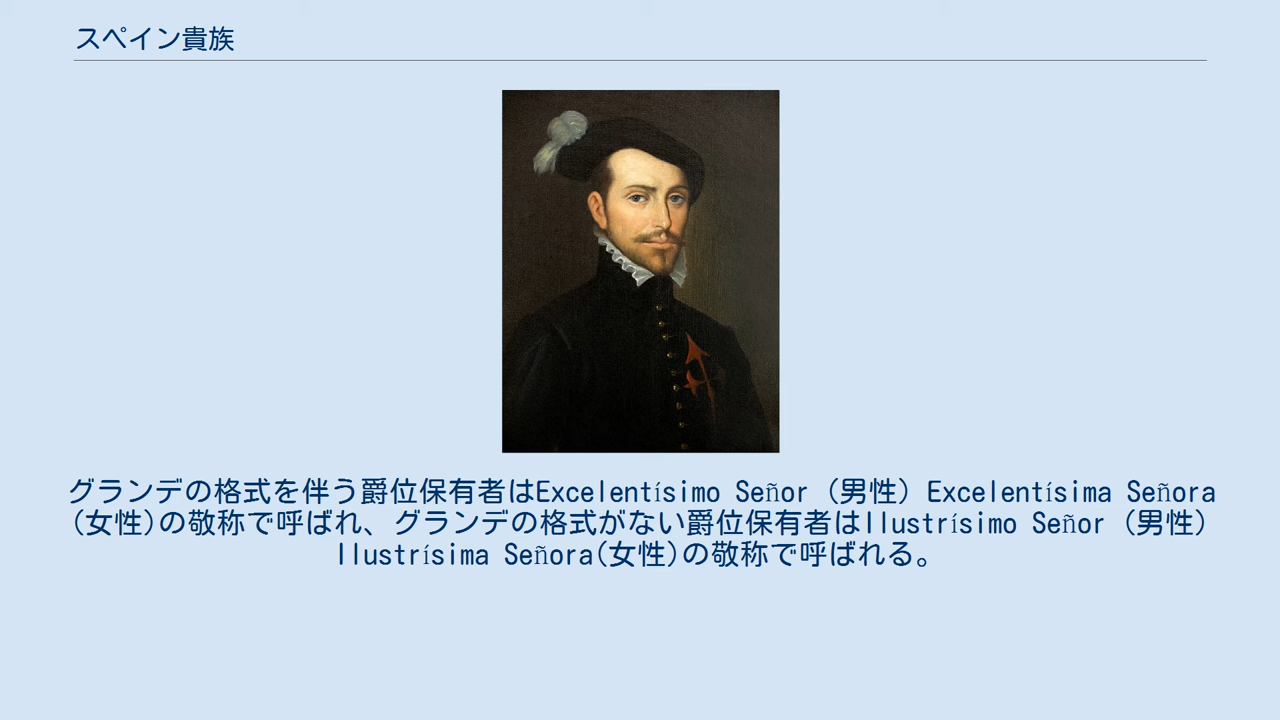 スペイン貴族
グランデの格式を伴う爵位保有者はExcelentísimo Señor (男性) Excelentísima Señora
(女性)の敬称で呼ばれ、グランデの格式がない爵位保有者はIlustrísimo Señor (男性)
Ilustrísima Señora(女性)の敬称で呼ばれる。